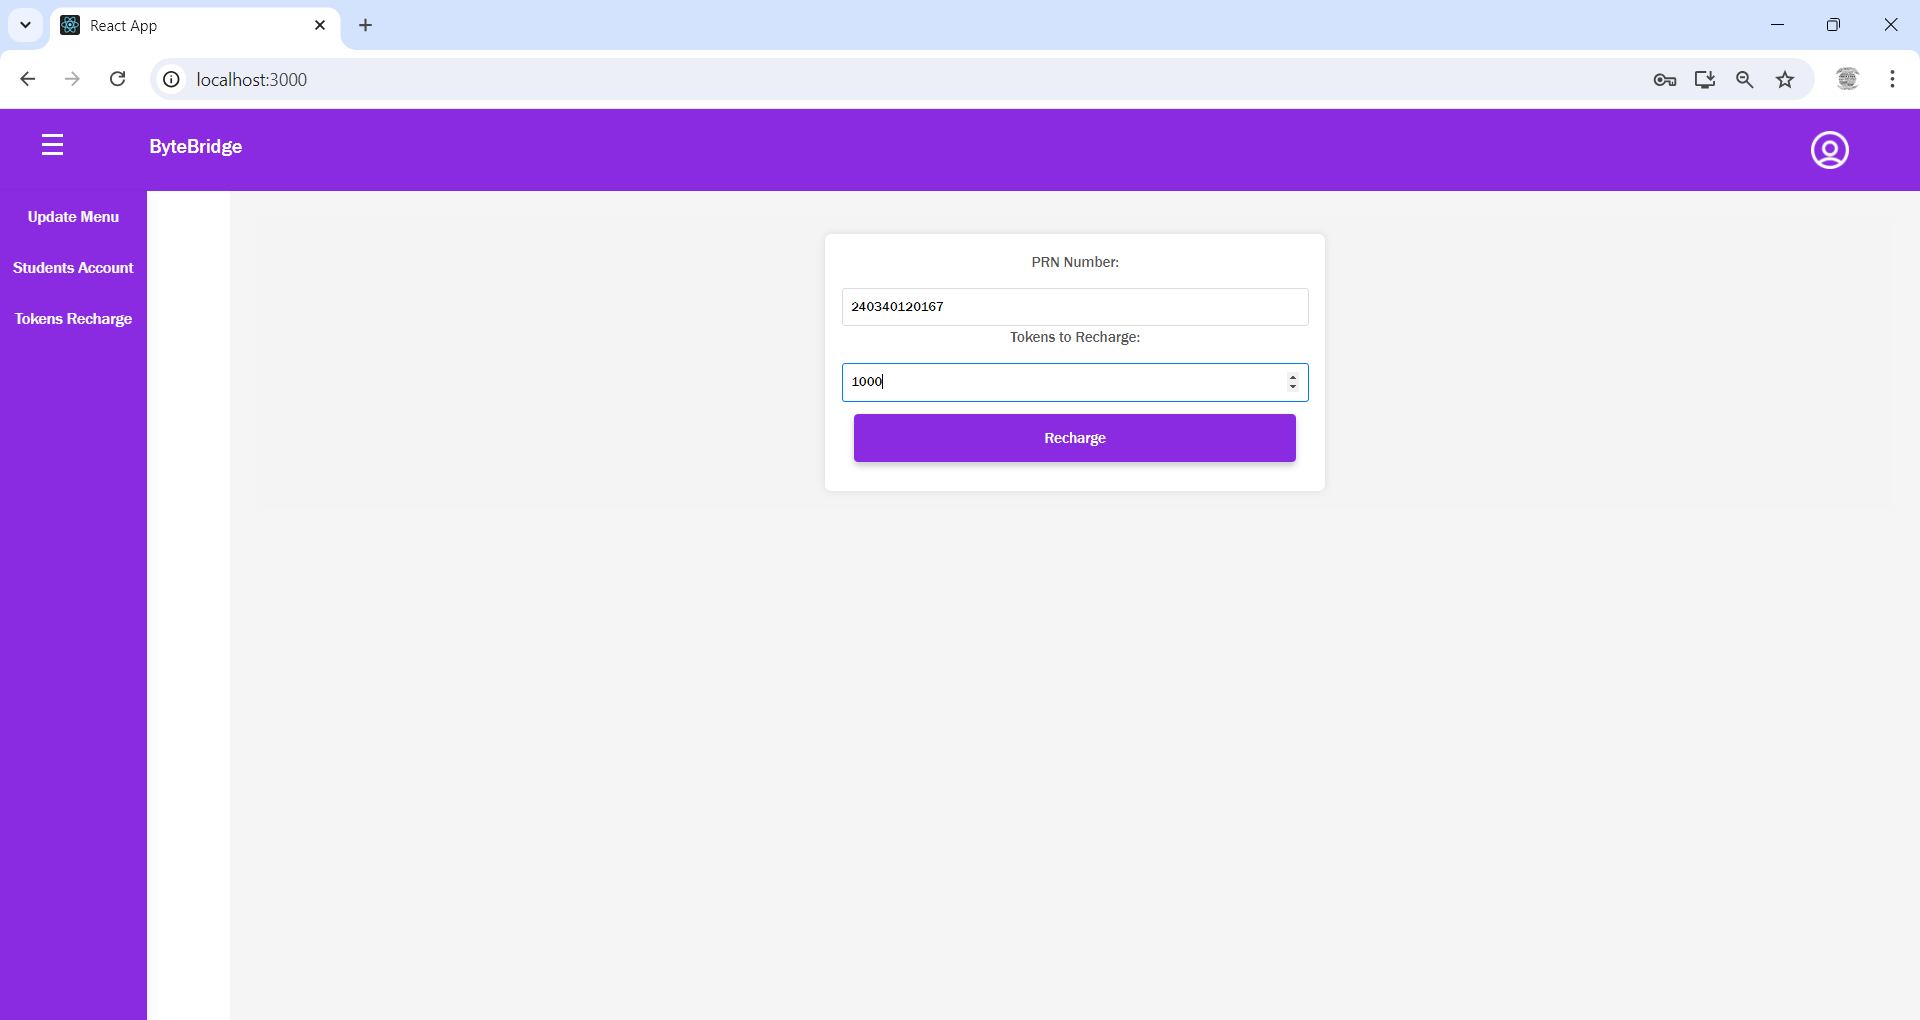 React App
localhost:3000
ByteBridge
Update Menu
Students Account
Tokens Recharge
PRN Number:
240340120167
Tokens to Recharge:
1000
Recharge